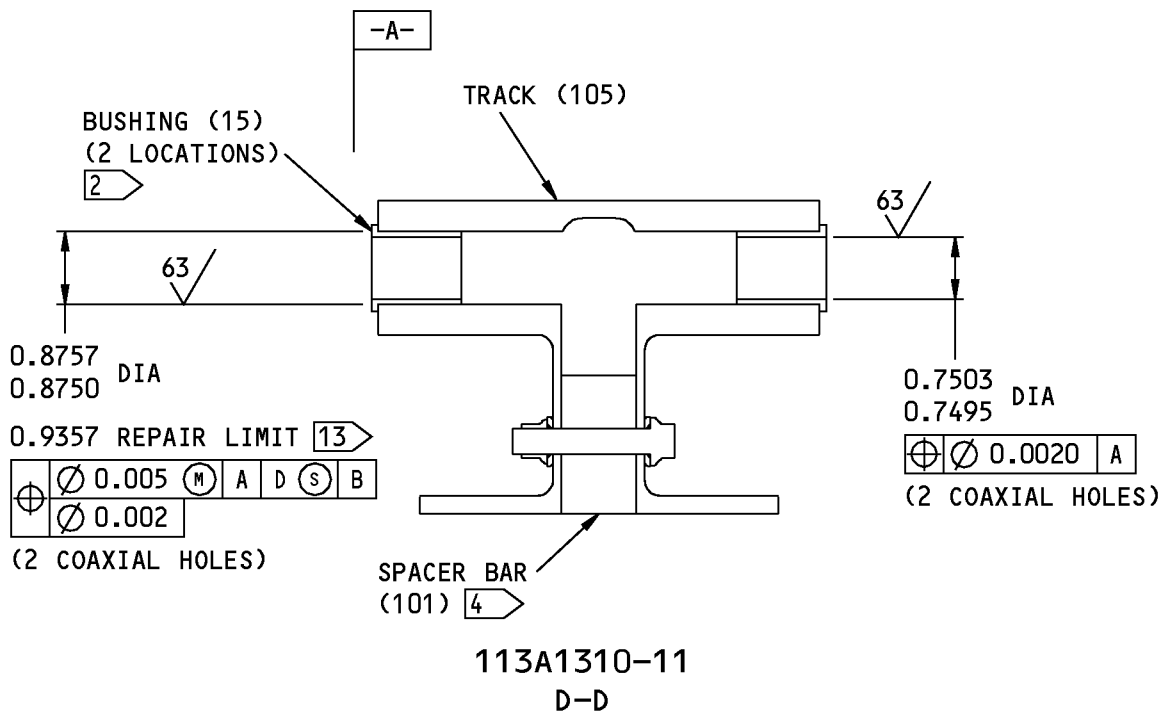 -A-
TRACK (105)
BUSHING (15)
(2 LOCATIONS)
2
63
63
0.8757
0.8750 DIA
0.9357 REPAIR LIMIT 13
⌖ ⌀ 0.005 Ⓜ A D Ⓢ B
⌀ 0.002
(2 COAXIAL HOLES)
0.7503
0.7495 DIA
⌖ ⌀ 0.0020 A
(2 COAXIAL HOLES)
SPACER BAR
(101) 4
113A1310-11
D-D